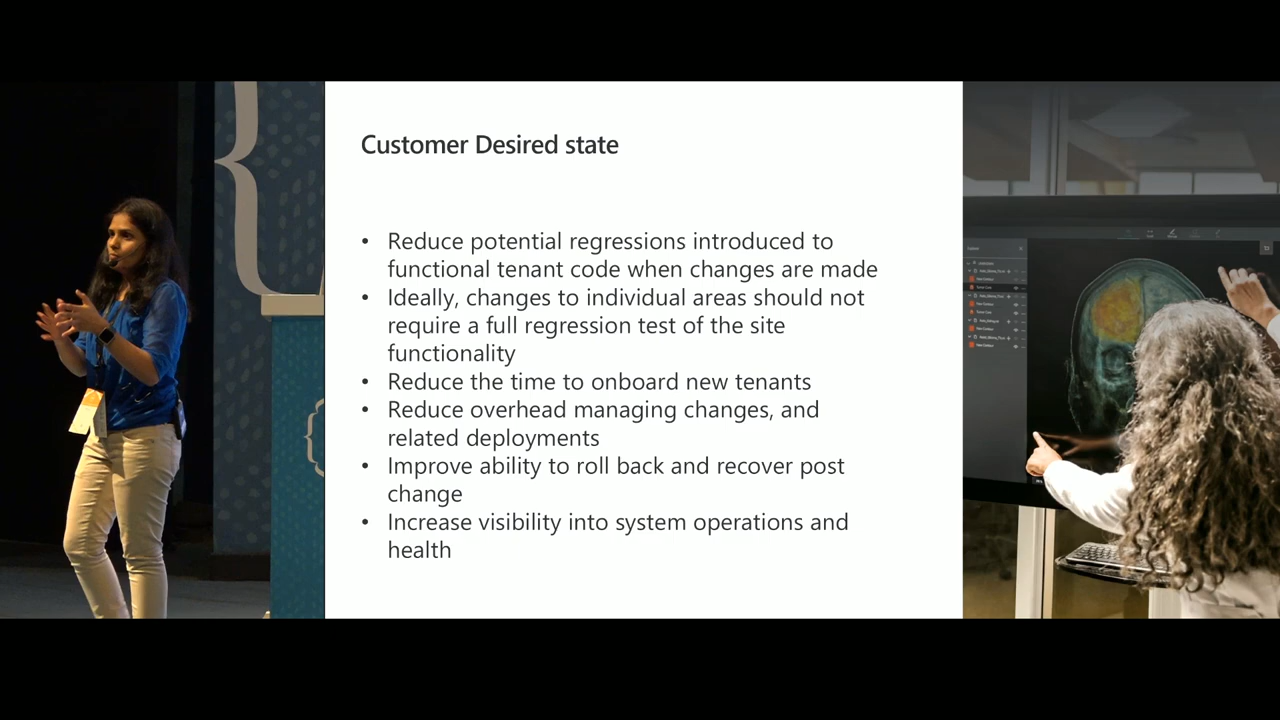 Customer Desired state
• Reduce potential regressions introduced to
functional tenant code when changes are made
• Ideally, changes to individual areas should not
require a full regression test of the site
functionality
• Reduce the time to onboard new tenants
• Reduce overhead managing changes, and
related deployments
• Improve ability to roll back and recover post
change
• Increase visibility into system operations and
health